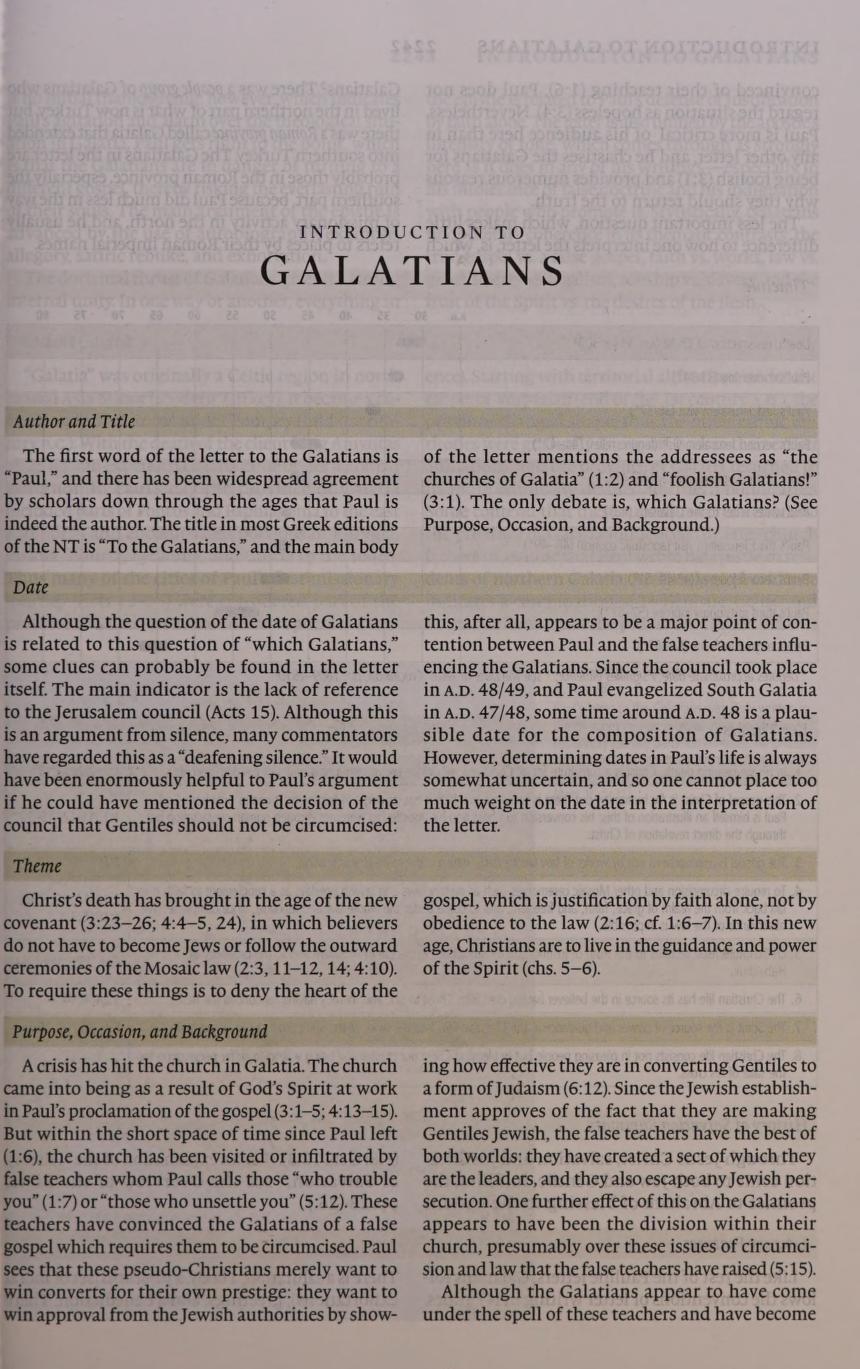 INTRODUCTION TO
GALATIANS
Author and Title
The first word of the letter to the Galatians is
“Paul,” and there has been widespread agreement
by scholars down through the ages that Paul is
indeed the author. The title in most Greek editions
of the NT is “To the Galatians,” and the main body
of the letter mentions the addressees as “the
churches of Galatia” (1:2) and “foolish Galatians!”
(3:1). The only debate is, which Galatians? (See
Purpose, Occasion, and Background.)
Date
Although the question of the date of Galatians
is related to this question of “which Galatians,”
some clues can probably be found in the letter
itself. The main indicator is the lack of reference
to the Jerusalem council (Acts 15). Although this
is an argument from silence, many commentators
have regarded this as a “deafening silence.” It would
have been enormously helpful to Paul’s argument
if he could have mentioned the decision of the
council that Gentiles should not be circumcised:
this, after all, appears to be a major point of con-
tention between Paul and the false teachers influ-
encing the Galatians. Since the council took place
in A.D. 48/49, and Paul evangelized South Galatia
in A.D. 47/48, some time around A.D. 48 is a plau-
sible date for the composition of Galatians.
However, determining dates in Paul’s life is always
somewhat uncertain, and so one cannot place too
much weight on the date in the interpretation of
the letter.
Theme
Christ’s death has brought in the age of the new
covenant (3:23–26; 4:4–5, 24), in which believers
do not have to become Jews or follow the outward
ceremonies of the Mosaic law (2:3, 11–12, 14; 4:10).
To require these things is to deny the heart of the
gospel, which is justification by faith alone, not by
obedience to the law (2:16; cf. 1:6–7). In this new
age, Christians are to live in the guidance and power
of the Spirit (chs. 5–6).
Purpose, Occasion, and Background
A crisis has hit the church in Galatia. The church
came into being as a result of God’s Spirit at work
in Paul’s proclamation of the gospel (3:1–5; 4:13–15).
But within the short space of time since Paul left
(1:6), the church has been visited or infiltrated by
false teachers whom Paul calls those “who trouble
you” (1:7) or “those who unsettle you” (5:12). These
teachers have convinced the Galatians of a false
gospel which requires them to be circumcised. Paul
sees that these pseudo-Christians merely want to
win converts for their own prestige: they want to
win approval from the Jewish authorities by show-
ing how effective they are in converting Gentiles to
a form of Judaism (6:12). Since the Jewish establish-
ment approves of the fact that they are making
Gentiles Jewish, the false teachers have the best of
both worlds: they have created a sect of which they
are the leaders, and they also escape any Jewish per-
secution. One further effect of this on the Galatians
appears to have been the division within their
church, presumably over these issues of circumci-
sion and law that the false teachers have raised (5:15).
Although the Galatians appear to have come
under the spell of these teachers and have become